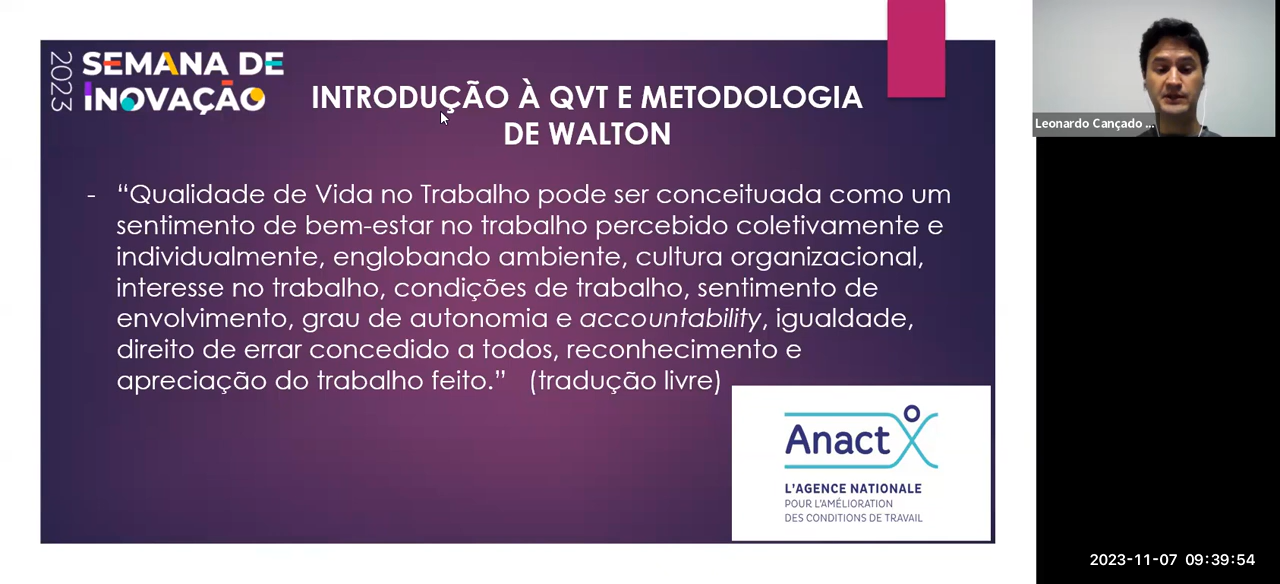 2023
SEMANA DE
INOVAÇÃO
INTRODUÇÃO À QVT E METODOLOGIA
DE WALTON
- “Qualidade de Vida no Trabalho pode ser conceituada como um
sentimento de bem-estar no trabalho percebido coletivamente e
individualmente, englobando ambiente, cultura organizacional,
interesse no trabalho, condições de trabalho, sentimento de
envolvimento, grau de autonomia e accountability, igualdade,
direito de errar concedido a todos, reconhecimento e
apreciação do trabalho feito.” (tradução livre)
Anact
L'AGENCE NATIONALE
POUR L'AMÉLIORATION
DES CONDITIONS DE TRAVAIL
Leonardo Cançado ...
2023-11-07 09:39:54